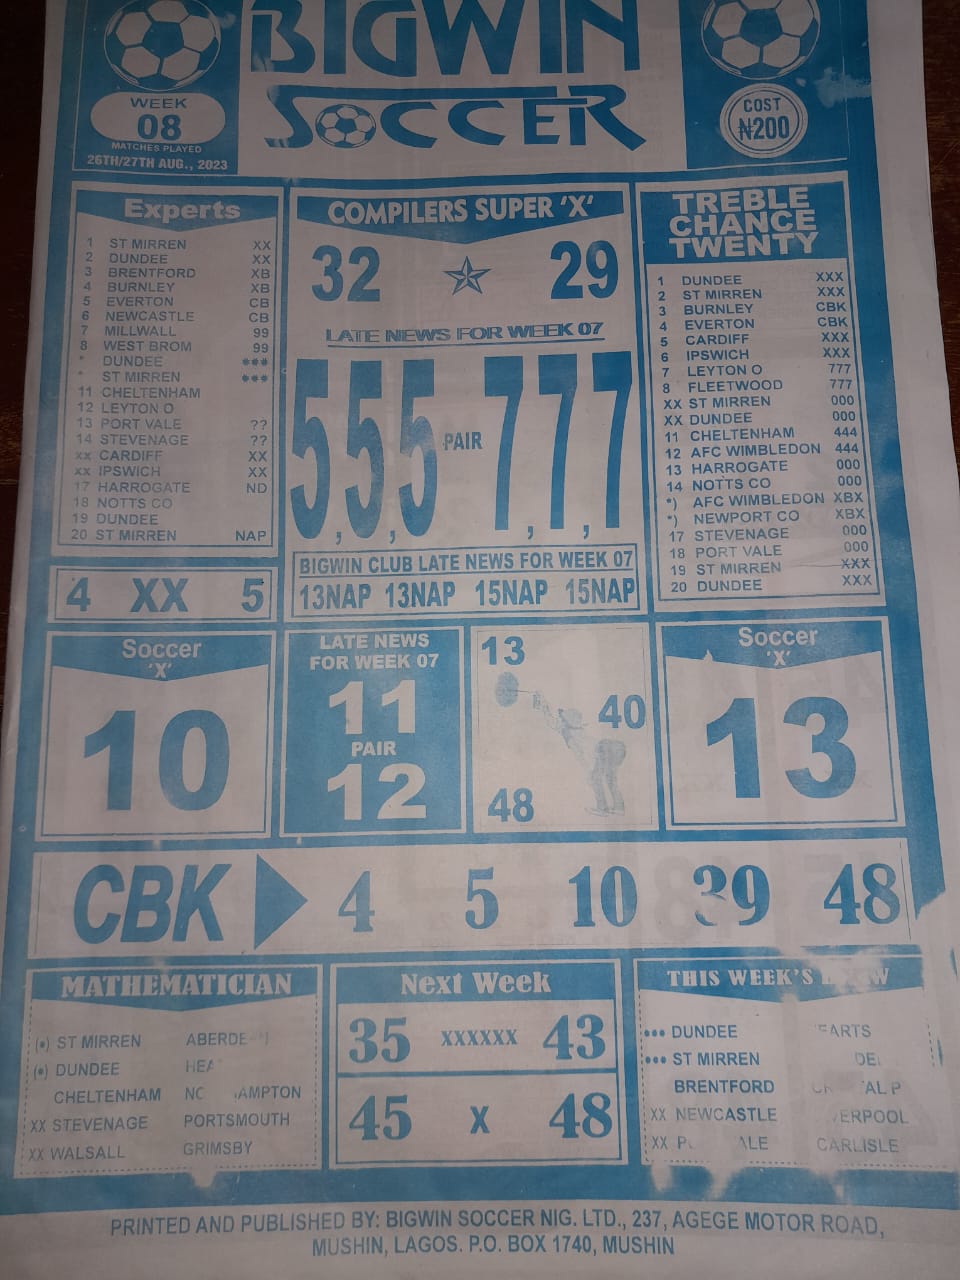 BIGWIN
SOCCER
WEEK
08
MATCHES PLAYED
26TH/27TH AUG., 2023
COST
₦200
Experts
1 ST MIRREN XX
2 DUNDEE XX
3 BRENTFORD XB
4 BURNLEY XB
5 EVERTON CB
6 NEWCASTLE CB
7 MILLWALL 99
8 WEST BROM 99
* DUNDEE ***
* ST MIRREN ***
11 CHELTENHAM
12 LEYTON O
13 PORT VALE ??
14 STEVENAGE ??
xx CARDIFF XX
xx IPSWICH XX
17 HARROGATE ND
18 NOTTS CO
19 DUNDEE
20 ST MIRREN NAP
4 XX 5
COMPILERS SUPER 'X'
32 29
LATE NEWS FOR WEEK 07
5,5,5 PAIR 7,7,7
BIGWIN CLUB LATE NEWS FOR WEEK 07
13NAP 13NAP 15NAP 15NAP
TREBLE
CHANCE
TWENTY
1 DUNDEE XXX
2 ST MIRREN XXX
3 BURNLEY CBK
4 EVERTON CBK
5 CARDIFF XXX
6 IPSWICH XXX
7 LEYTON O 777
8 FLEETWOOD 777
XX ST MIRREN 000
XX DUNDEE 000
11 CHELTENHAM 444
12 AFC WIMBLEDON 444
13 HARROGATE 000
14 NOTTS CO 000
*) AFC WIMBLEDON XBX
*) NEWPORT CO XBX
17 STEVENAGE 000
18 PORT VALE 000
19 ST MIRREN XXX
20 DUNDEE XXX
Soccer
'X'
10
LATE NEWS
FOR WEEK 07
11
PAIR
12
13
40
48
Soccer
'X'
13
CBK 4 5 10 39 48
MATHEMATICIAN
(•) ST MIRREN
(•) DUNDEE
CHELTENHAM
XX STEVENAGE PORTSMOUTH
XX WALSALL GRIMSBY
Next Week
35 XXXXXX 43
45 X 48
THIS WEEK'S
••• DUNDEE
••• ST MIRREN
BRENTFORD
XX NEWCASTLE
XX CARLISLE
PRINTED AND PUBLISHED BY: BIGWIN SOCCER NIG. LTD., 237, AGEGE MOTOR ROAD,
MUSHIN, LAGOS. P.O. BOX 1740, MUSHIN